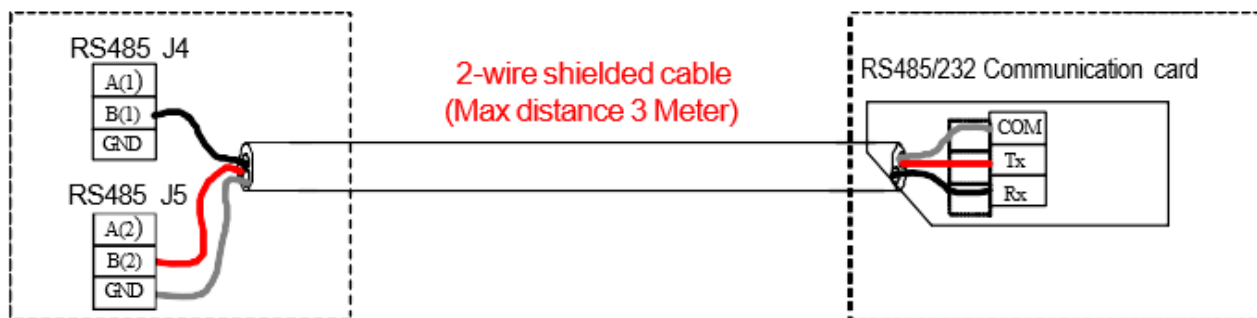 RS485 J4
A(1)
B(1)
GND
RS485 J5
A(2)
B(2)
GND
2-wire shielded cable
(Max distance 3 Meter)
RS485/232 Communication card
COM
Tx
Rx